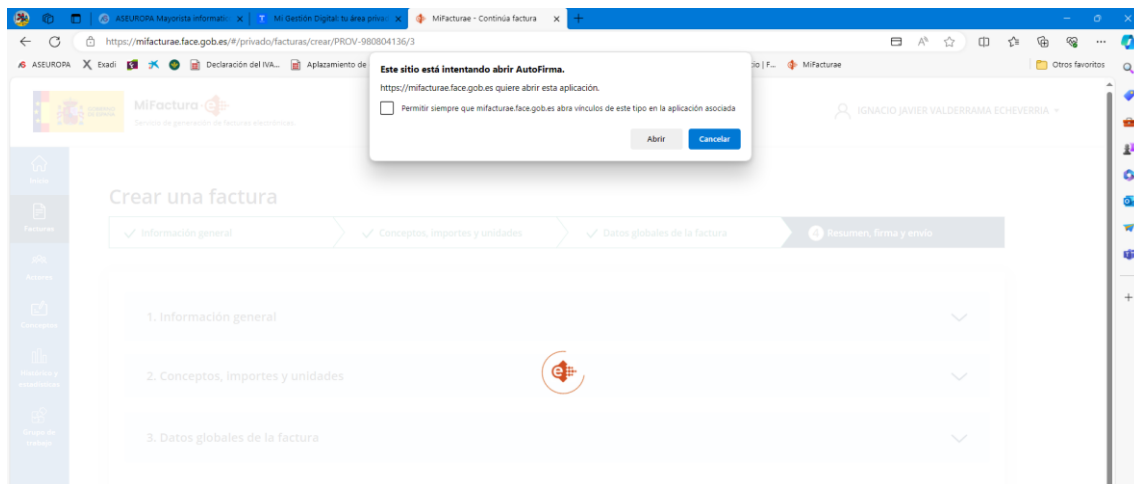 ASEUROPA Mayorista informatic
Mi Gestión Digital: tu área priva
MiFacturae - Continúa factura
https://mifacturae.face.gob.es/#/privado/facturas/crear/PROV-980804136/3
ASEUROPA
Exadi
Declaración del IVA...
Aplazamiento de
cio | F...
MiFacturae
Otros favoritos
Este sitio está intentando abrir AutoFirma.
https://mifacturae.face.gob.es quiere abrir esta aplicación.
Permitir siempre que mifacturae.face.gob.es abra vínculos de este tipo en la aplicación asociada
Abrir
Cancelar
GOBIERNO
DE ESPAÑA
MiFactura
Servicio de generación de facturas electrónicas
IGNACIO JAVIER VALDERRAMA ECHEVERRIA
Inicio
Facturas
Actores
Conceptos
Histórico y
estadísticas
Grupo de
trabajo
Crear una factura
Información general
Conceptos, importes y unidades
Datos globales de la factura
4 Resumen, firma y envío
1. Información general
2. Conceptos, importes y unidades
3. Datos globales de la factura